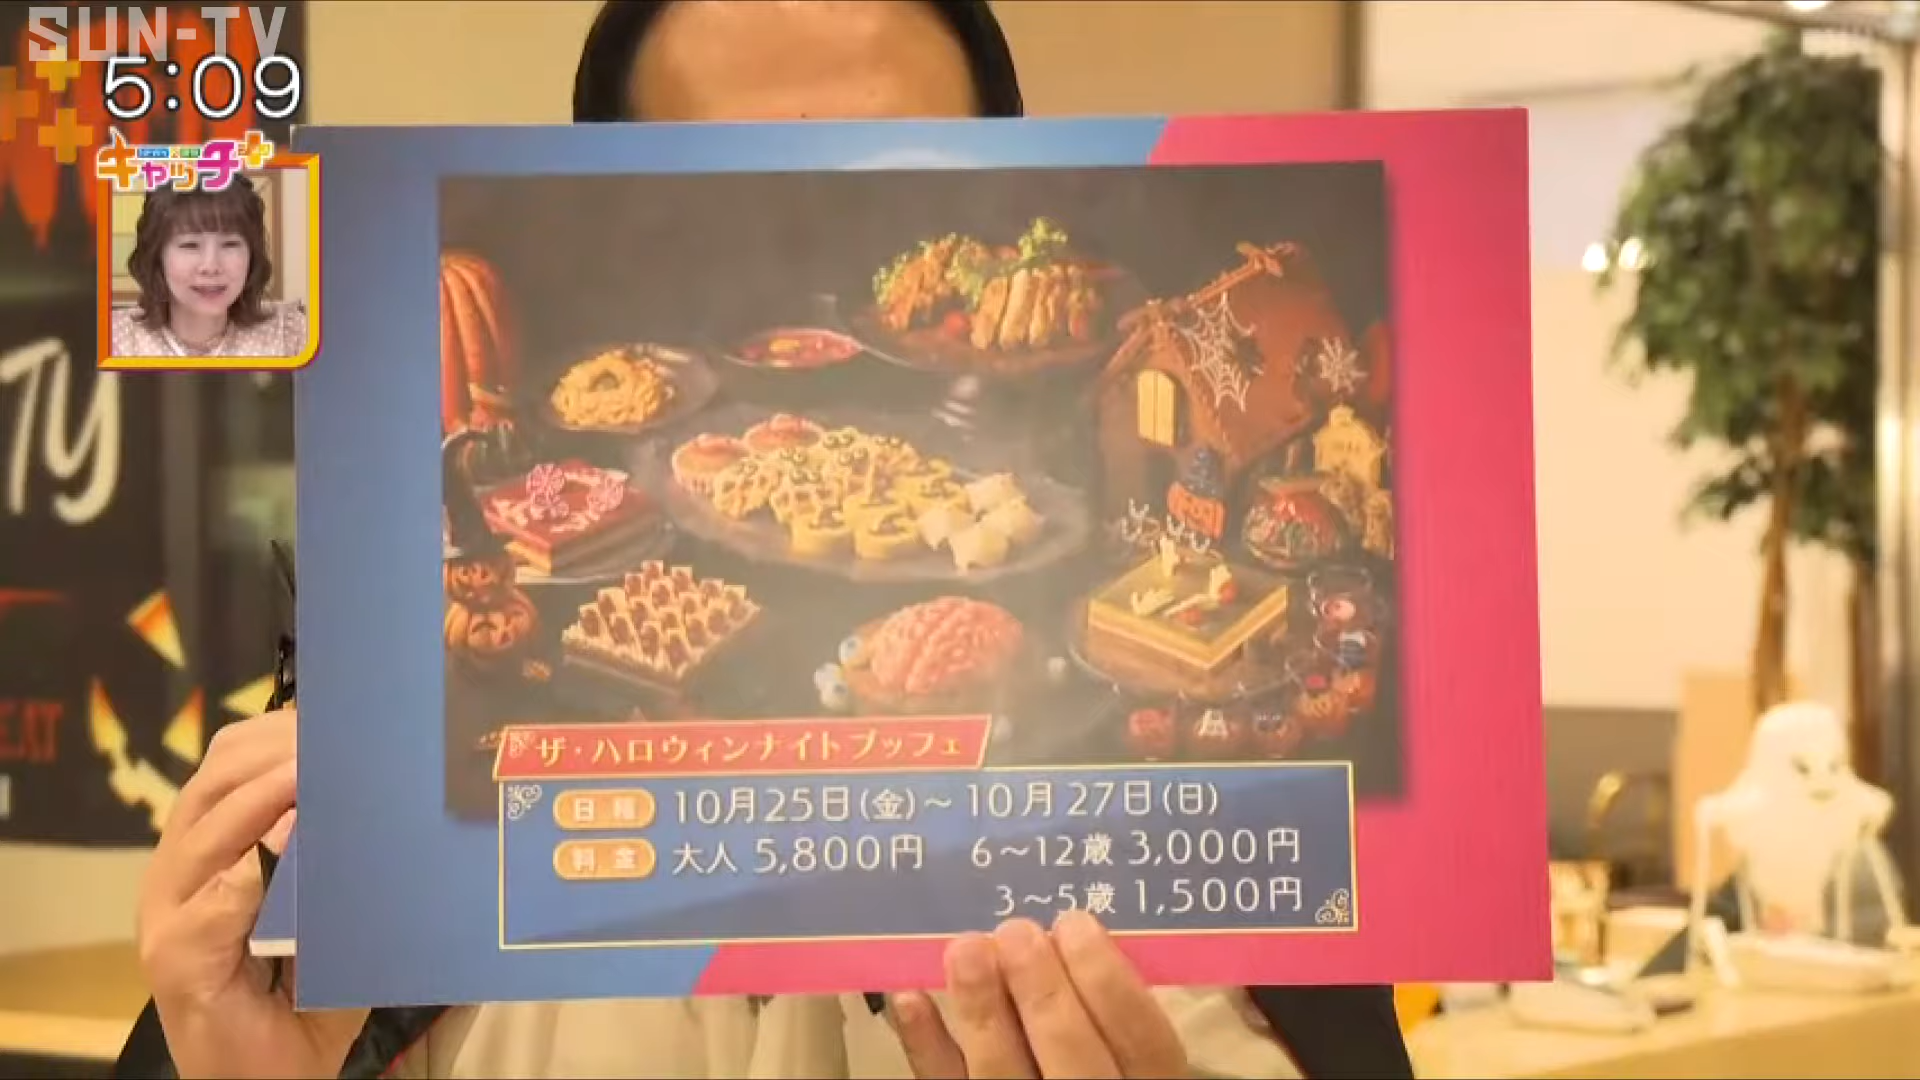 SUN-TV
5:09
キャッチ+
TY
EAT
ザ・ハロウィンナイトブッフェ
日程 10月25日(金)～10月27日(日)
料金 大人 5,800円 6～12歳 3,000円
3～5歳 1,500円